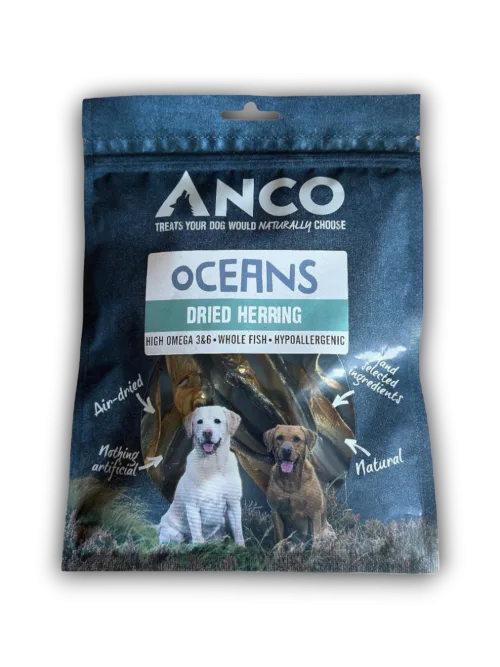 ANCO
TREATS YOUR DOG WOULD NATURALLY CHOOSE
OCEANS
DRIED HERRING
HIGH OMEGA 3&6 • WHOLE FISH • HYPOALLERGENIC
Hand
selected
ingredients
Air-dried
Nothing
artificial
Natural